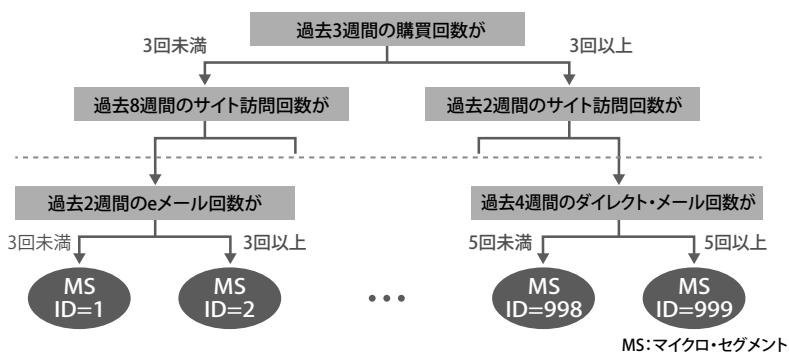 過去3週間の購買回数が
3回未満
3回以上
過去8週間のサイト訪問回数が
過去2週間のサイト訪問回数が
過去2週間のeメール回数が
過去4週間のダイレクト・メール回数が
3回未満
3回以上
5回未満
5回以上
MS
ID=1
MS
ID=2
•••
MS
ID=998
MS
ID=999
MS：マイクロ・セグメント